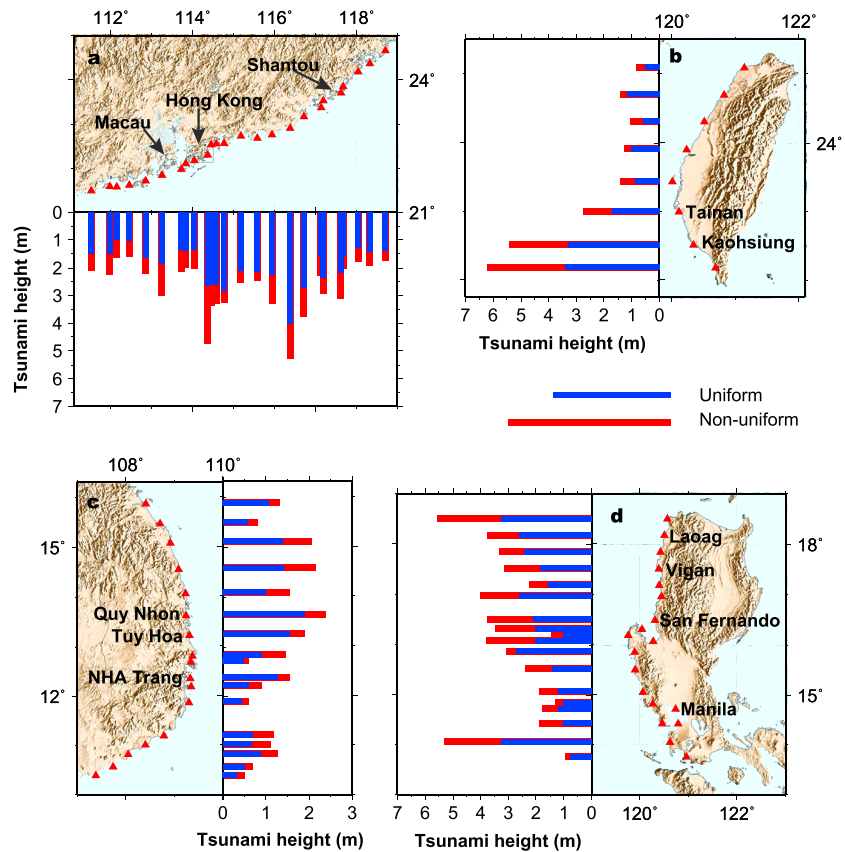 112° 114° 116° 118°
a
Shantou
24°
Hong Kong
Macau
21°
0
1
2
3
4
5
6
7
Tsunami height (m)
120° 122°
b
24°
Tainan
Kaohsiung
7 6 5 4 3 2 1 0
Tsunami height (m)
Uniform
Non-uniform
108° 110°
c
15°
Quy Nhon
Tuy Hoa
NHA Trang
12°
0 1 2 3
Tsunami height (m)
d
Laoag
18°
Vigan
San Fernando
15°
Manila
7 6 5 4 3 2 1 0
120° 122°
Tsunami height (m)